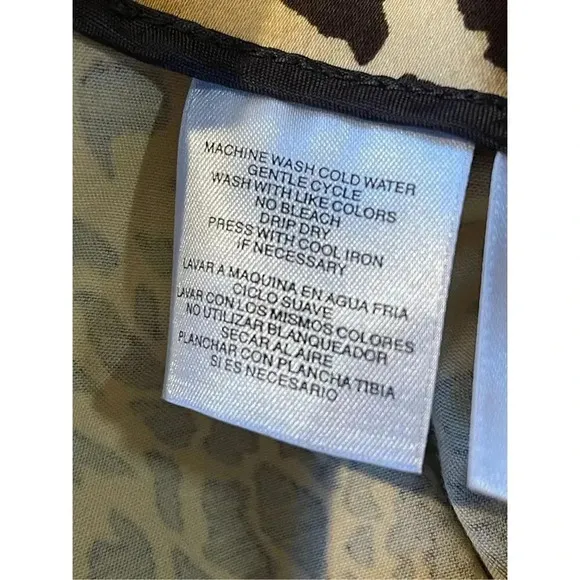 MACHINE WASH COLD WATER
GENTLE CYCLE
WASH WITH LIKE COLORS
NO BLEACH
DRIP DRY
PRESS WITH COOL IRON
IF NECESSARY
LAVAR A MAQUINA EN AGUA FRIA
CICLO SUAVE
LAVAR CON LOS MISMOS COLORES
NO UTILIZAR BLANQUEADOR
SECAR AL AIRE
PLANCHAR CON PLANCHA TIBIA
SI ES NECESARIO